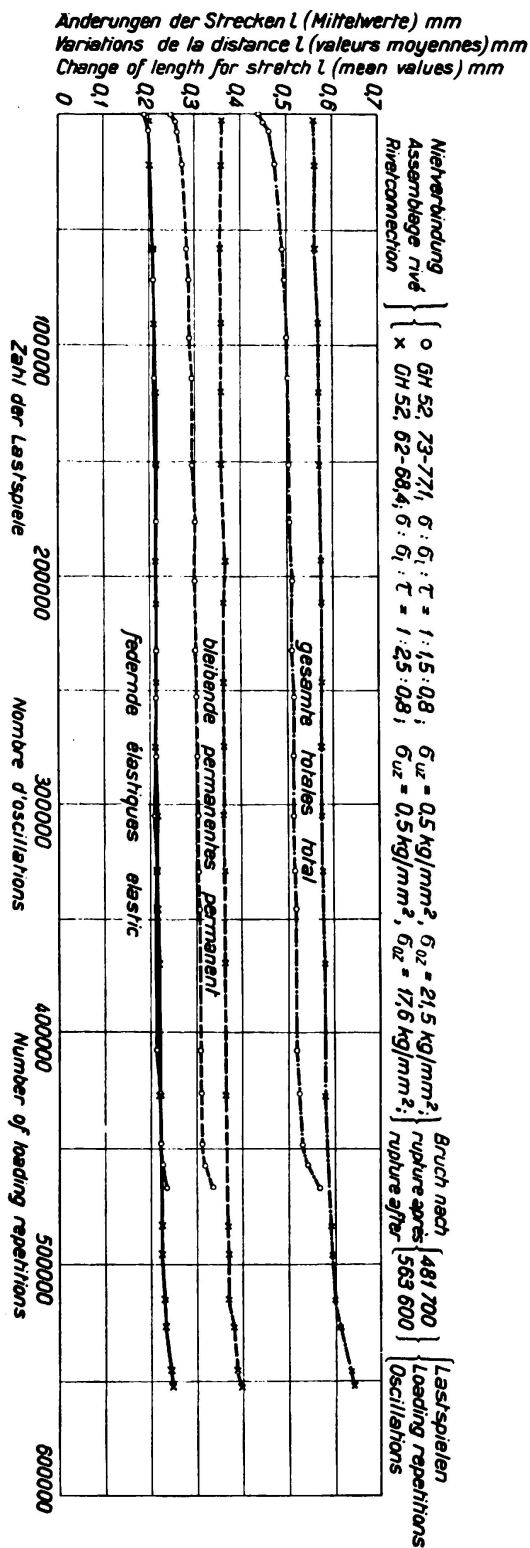 Änderungen der Strecken l (Mittelwerte) mm
Variations de la distance l (valeurs moyennes) mm
Change of length for stretch l (mean values) mm
Nietverbindung
Assemblage rivé
Rivetconnection
o GH 52, 73-77,1, σ : σₗ : τ = 1 : 1,5 : 0,8 ; σuz = 0,5 kg/mm², σoz = 21,5 kg/mm²;
x GH 52, 62-68,4; σ : σₗ : τ = 1 : 2,5 : 0,8 ; σuz = 0,5 kg/mm², σoz = 17,6 kg/mm²;
Bruch nach
rupture après
rupture after
481 700
563 600
Lastspielen
Loading repetitions
Oscillations
0,7
0,6
0,5
0,4
0,3
0,2
0
gesamte totales total
bleibende permanentes permanent
federnde élastiques elastic
100000
200000
300000
400000
500000
600000
Zahl der Lastspiele
Nombre d'oscillations
Number of loading repetitions